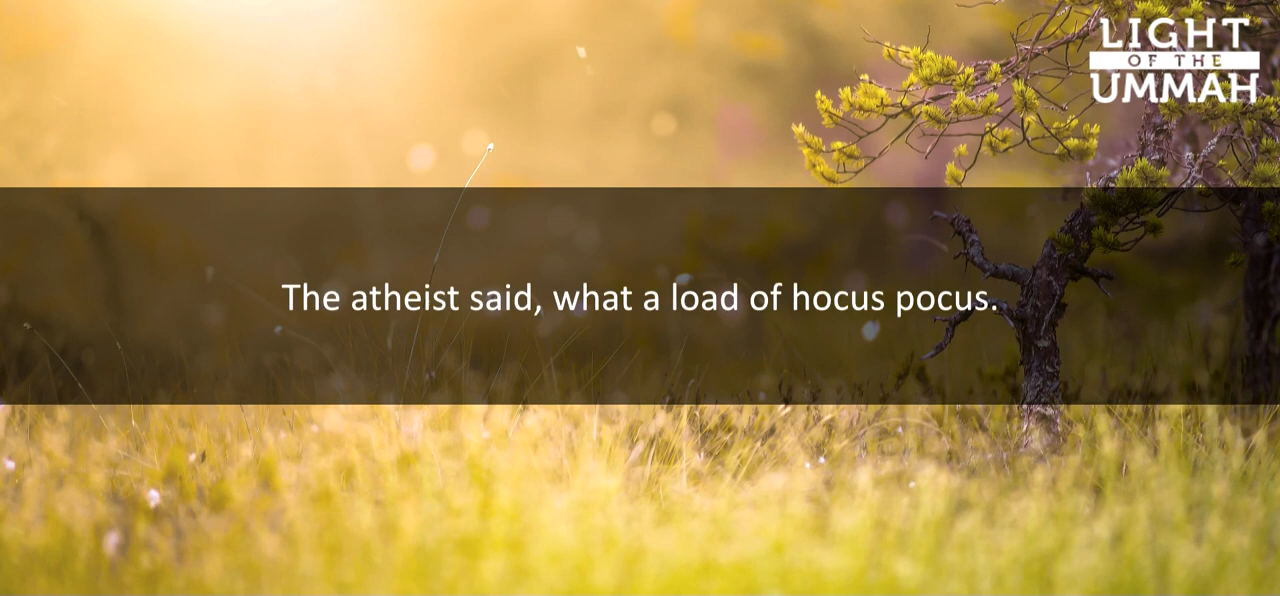 LIGHT
OF THE
UMMAH
The atheist said, what a load of hocus pocus.